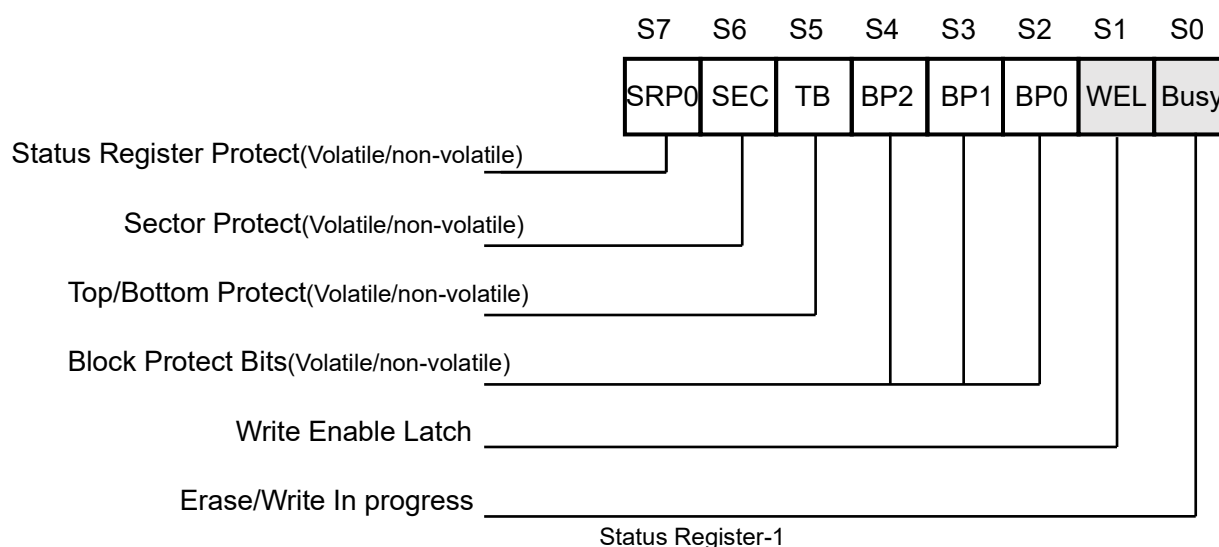 S7 S6 S5 S4 S3 S2 S1 S0
SRP0 SEC TB BP2 BP1 BP0 WEL Busy
Status Register Protect(Volatile/non-volatile)
Sector Protect(Volatile/non-volatile)
Top/Bottom Protect(Volatile/non-volatile)
Block Protect Bits(Volatile/non-volatile)
Write Enable Latch
Erase/Write In progress
Status Register-1